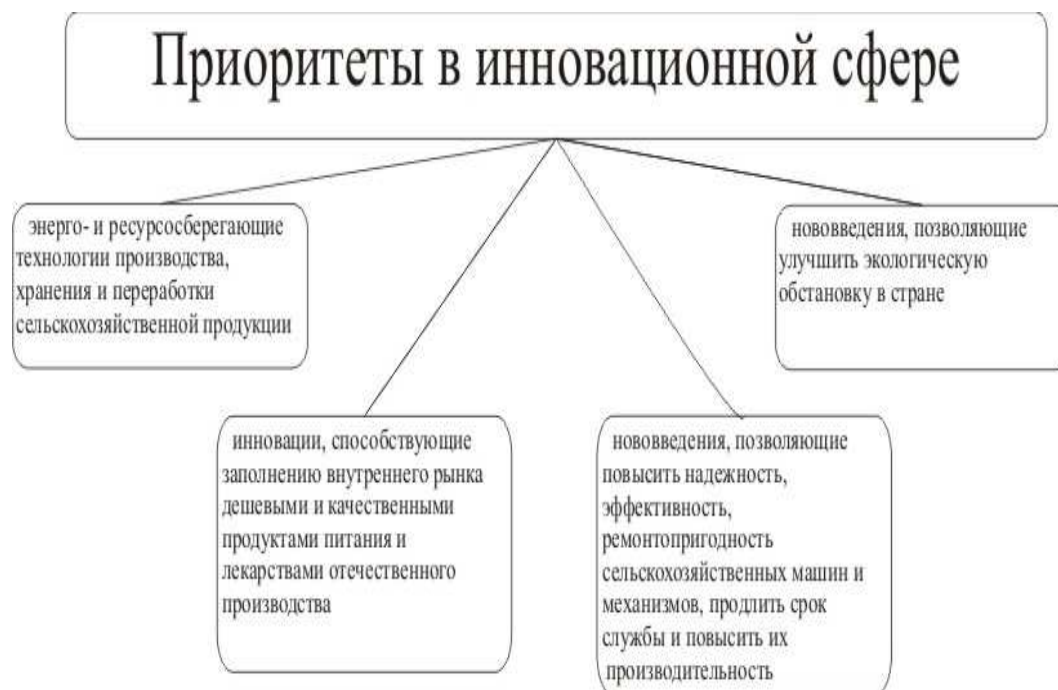 Приоритеты в инновационной сфере
энерго- и ресурсосберегающие
технологии производства,
хранения и переработки
сельскохозяйственной продукции
нововведения, позволяющие
улучшить экологическую
обстановку в стране
инновации, способствующие
заполнению внутреннего рынка
дешевыми и качественными
продуктами питания и
лекарствами отечественного
производства
нововведения, позволяющие
повысить надежность,
эффективность,
ремонтопригодность
сельскохозяйственных машин и
механизмов, продлить срок
службы и повысить их
производительность